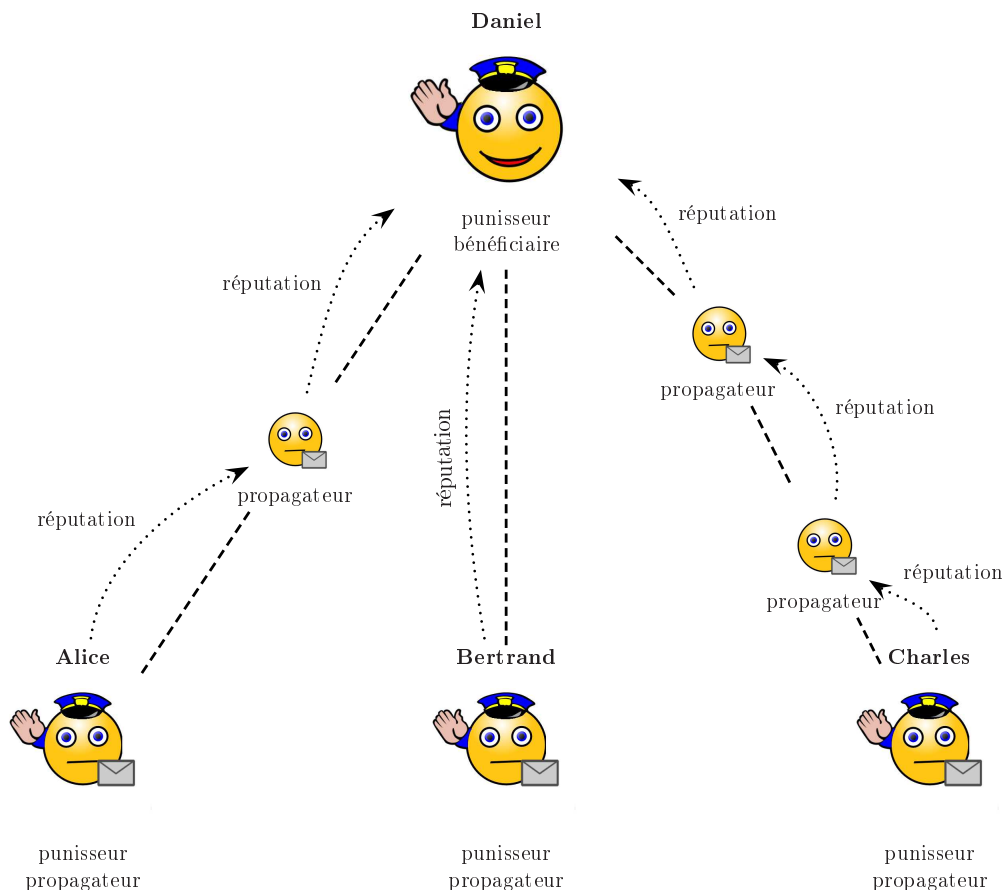 Daniel
punisseur
bénéficiaire
réputation
réputation
propagateur
réputation
réputation
propagateur
réputation
propagateur
réputation
propagateur
réputation
Alice
Bertrand
Charles
punisseur
propagateur
punisseur
propagateur
punisseur
propagateur